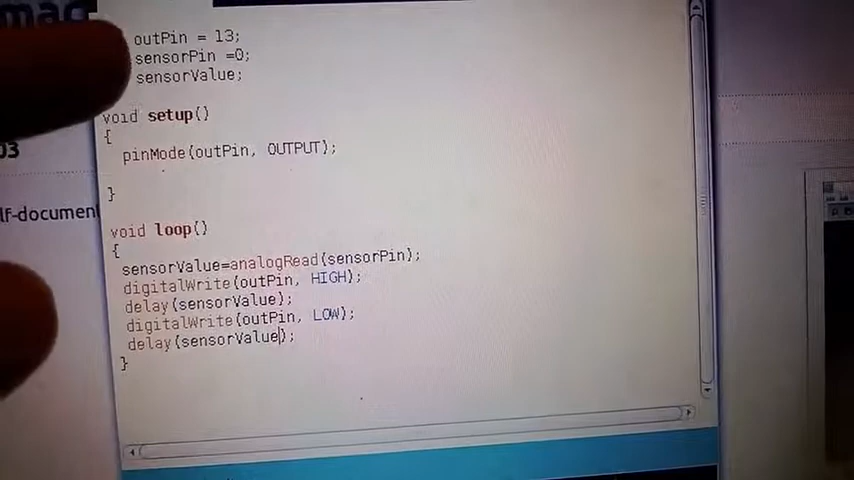 mac
outPin = 13;
sensorPin =0;
sensorValue;
void setup()
{
pinMode(outPin, OUTPUT);
}
void loop()
{
sensorValue=analogRead(sensorPin);
digitalWrite(outPin, HIGH);
delay(sensorValue);
digitalWrite(outPin, LOW);
delay(sensorValue);
}
03
lf-document